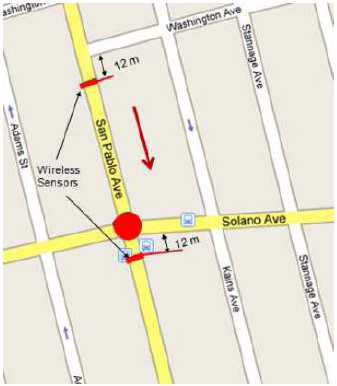 Washington Ave
Stannage Ave
12 m
Adams St
San Pablo Ave
Wireless
Sensors
Solano Ave
12 m
Kains Ave
Stannage Ave